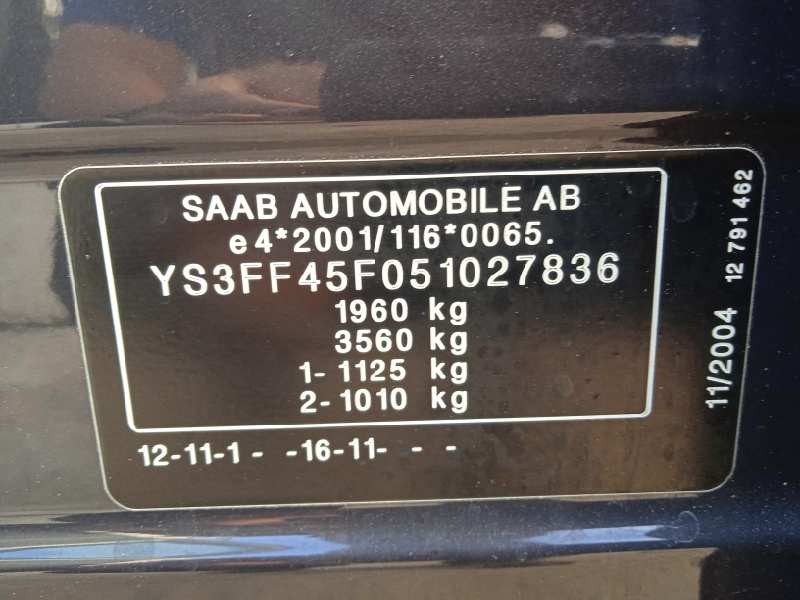 SAAB AUTOMOBILE AB
e4*2001/116*0065.
YS3FF45F051027836
1960 kg
3560 kg
1- 1125 kg
2- 1010 kg
12-11-1 - -16-11- - -
11/2004 12 791 462